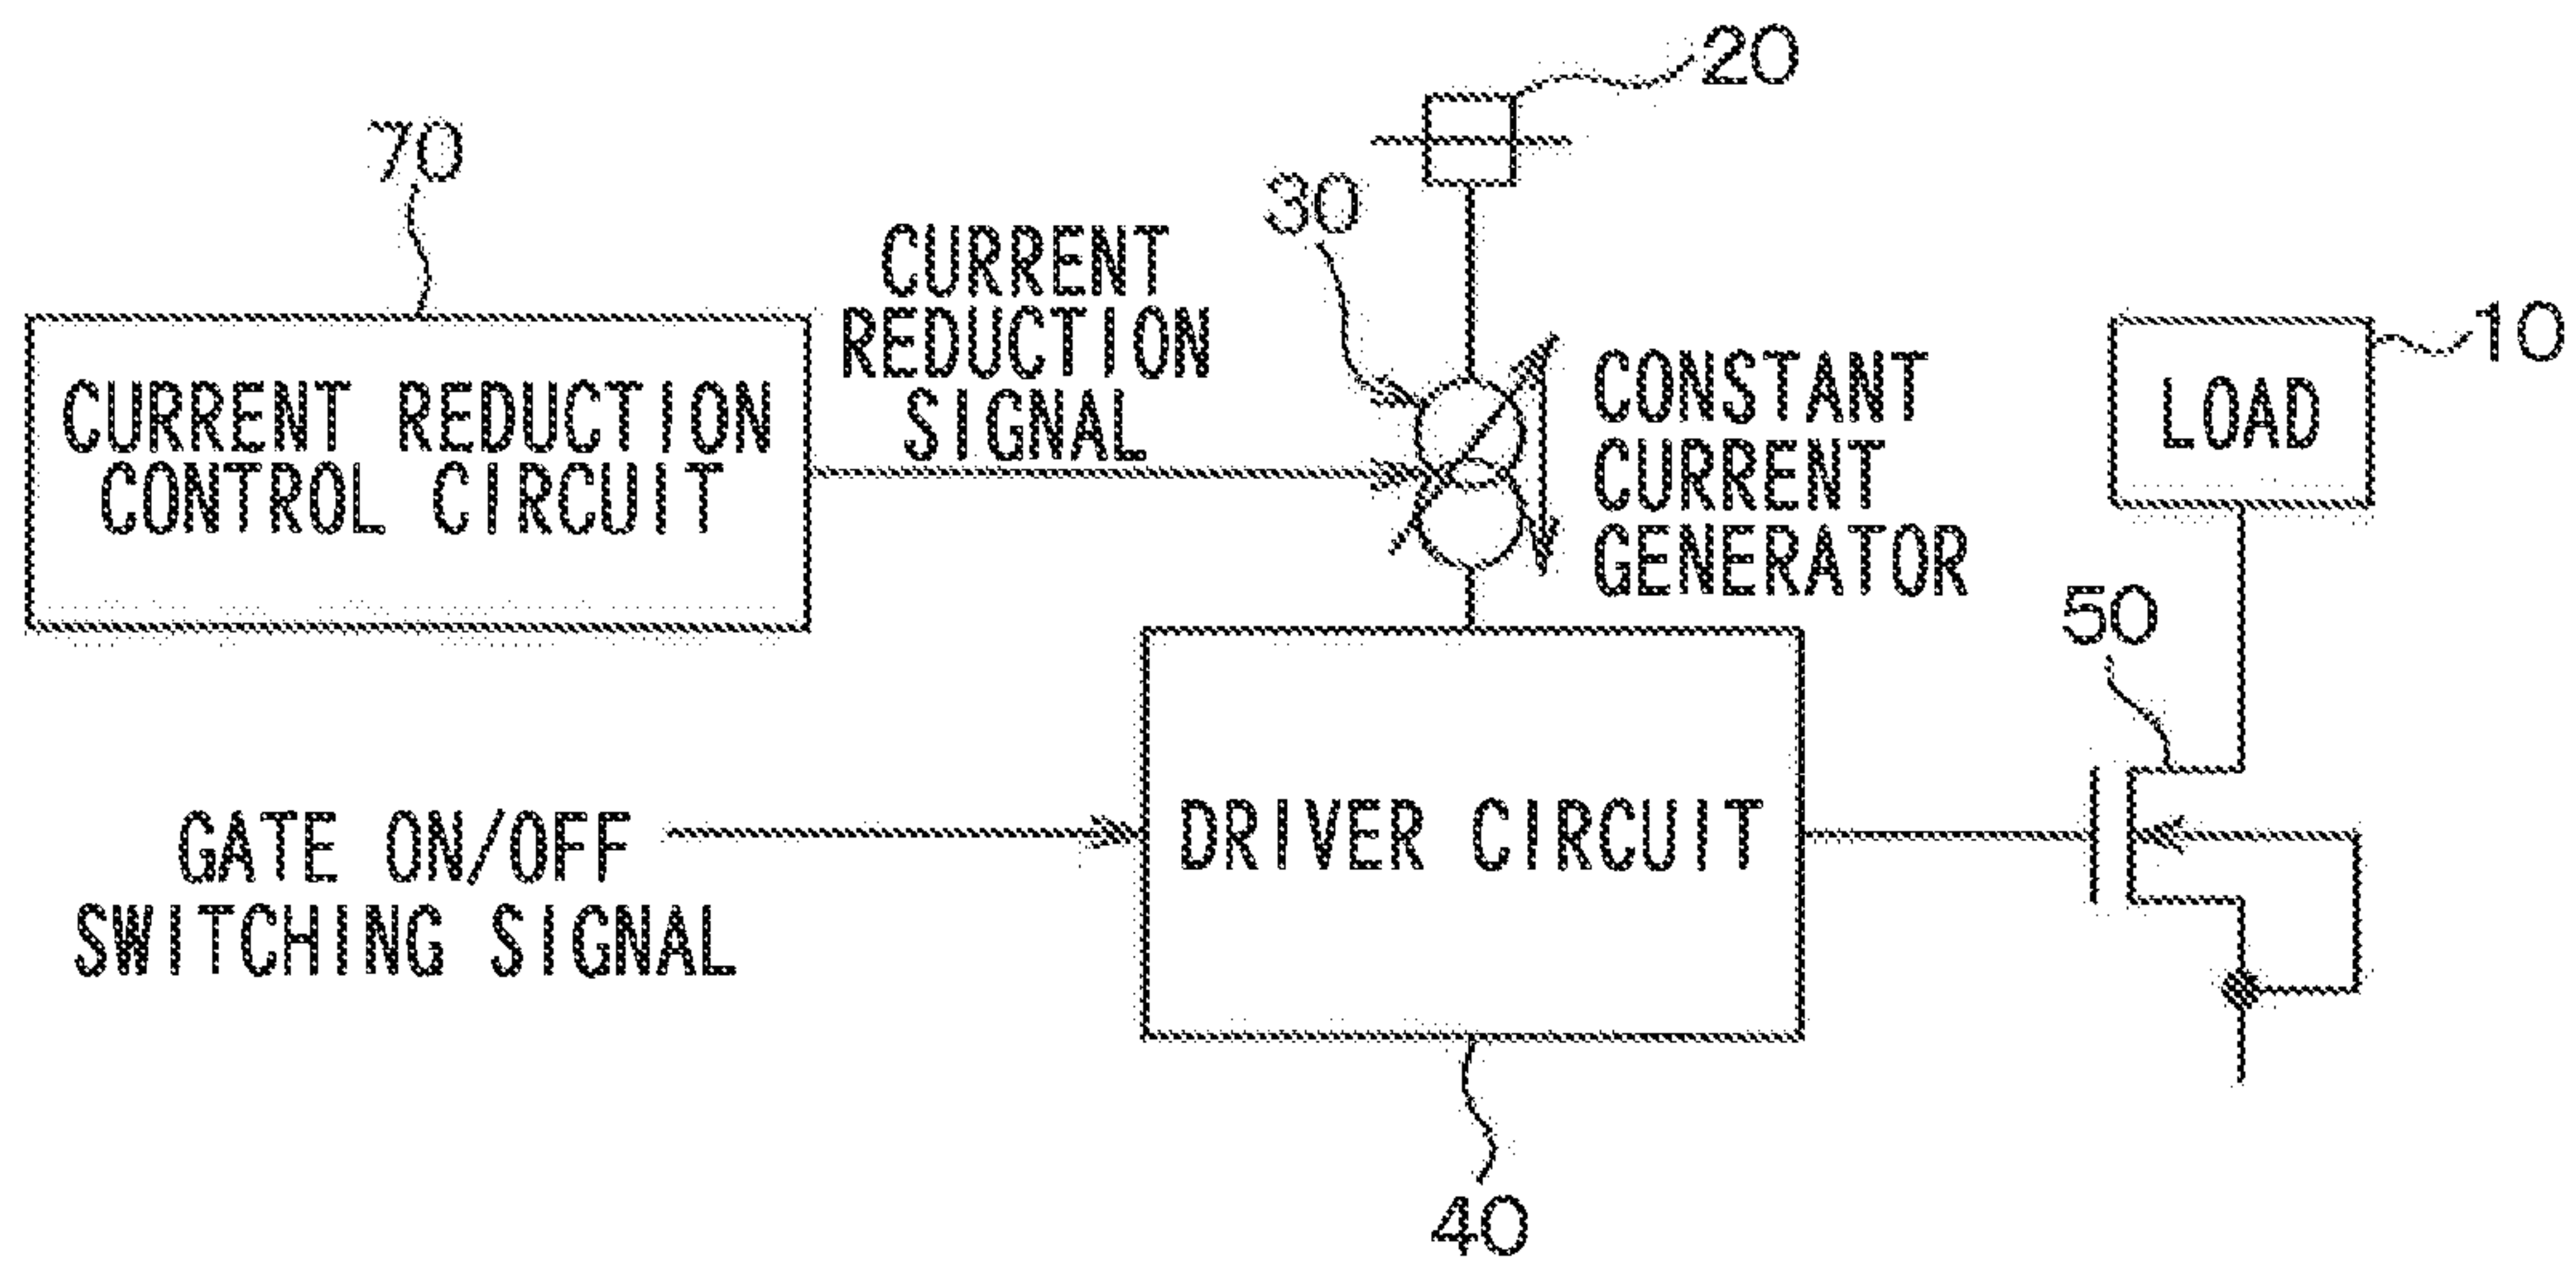 20
70
30
CURRENT
REDUCTION
SIGNAL
10
CURRENT REDUCTION
CONTROL CIRCUIT
CONSTANT
CURRENT
GENERATOR
LOAD
50
GATE ON/OFF
SWITCHING SIGNAL
DRIVER CIRCUIT
40